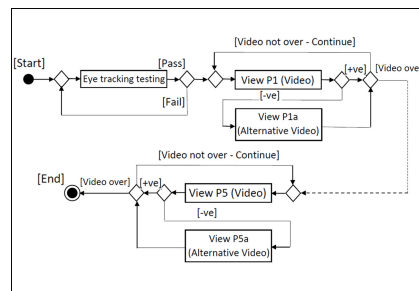 [Video not over - Continue]
[Start]
[Pass]
Eye tracking testing
[Fail]
View P1 (Video)
[+ve]
[Video over]
[-ve]
View P1a
(Alternative Video)
[Video not over - Continue]
[End]
[Video over]
[+ve]
View P5 (Video)
[-ve]
View P5a
(Alternative Video)